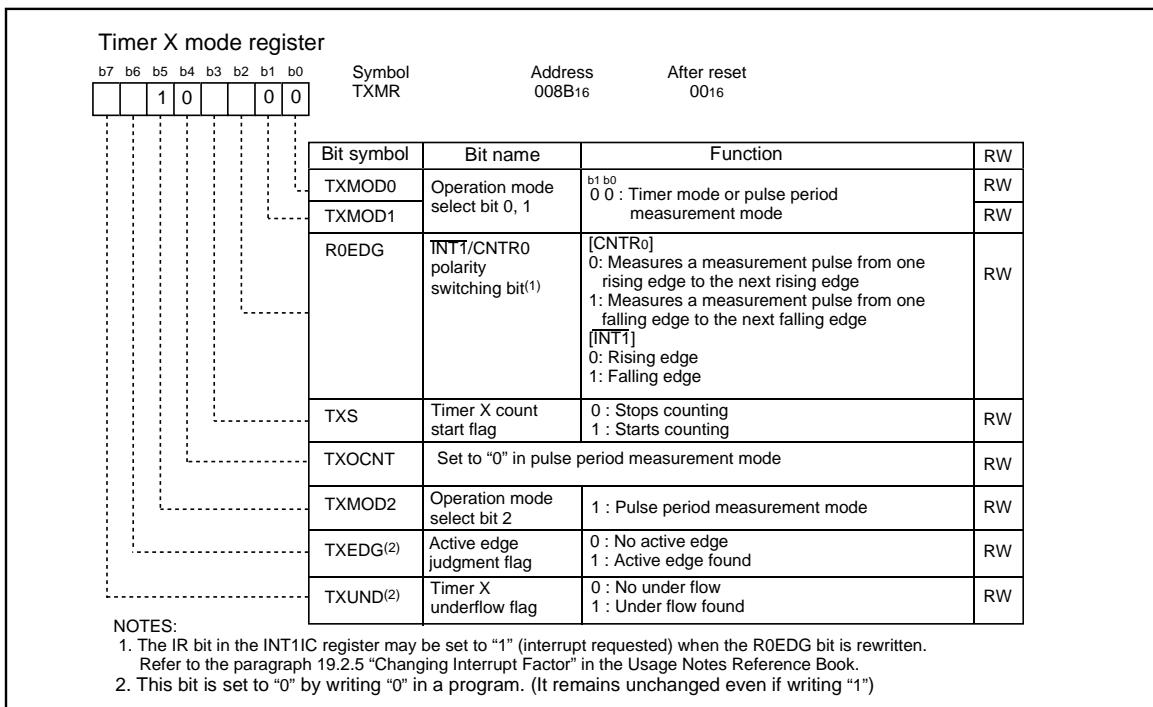 Timer X mode register
b7 b6 b5 b4 b3 b2 b1 b0
Symbol Address After reset
TXMR 008B16 0016
1 0 0 0
Bit symbol Bit name Function RW
TXMOD0 Operation mode select bit 0, 1 b1 b0 RW
0 0 : Timer mode or pulse period
TXMOD1 measurement mode RW
R0EDG INT1/CNTR0 [CNTR0]
polarity 0: Measures a measurement pulse from one RW
switching bit(1) rising edge to the next rising edge
1: Measures a measurement pulse from one
falling edge to the next falling edge
[INT1]
0: Rising edge
1: Falling edge
TXS Timer X count 0 : Stops counting RW
start flag 1 : Starts counting
TXOCNT Set to “0” in pulse period measurement mode RW
TXMOD2 Operation mode 1 : Pulse period measurement mode RW
select bit 2
TXEDG(2) Active edge 0 : No active edge RW
judgment flag 1 : Active edge found
TXUND(2) Timer X 0 : No under flow RW
underflow flag 1 : Under flow found
NOTES:
1. The IR bit in the INT1IC register may be set to “1” (interrupt requested) when the R0EDG bit is rewritten.
Refer to the paragraph 19.2.5 “Changing Interrupt Factor” in the Usage Notes Reference Book.
2. This bit is set to “0” by writing “0” in a program. (It remains unchanged even if writing “1”)